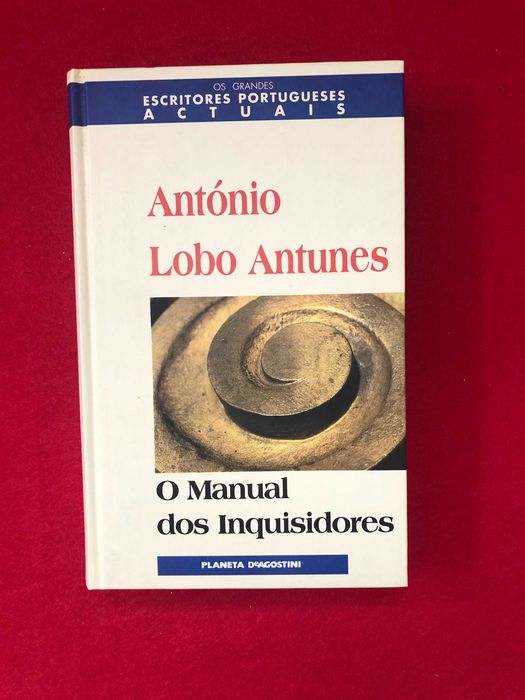 OS GRANDES
ESCRITORES PORTUGUESES
ACTUAIS
António
Lobo Antunes
O Manual
dos Inquisidores
PLANETA DeAGOSTINI